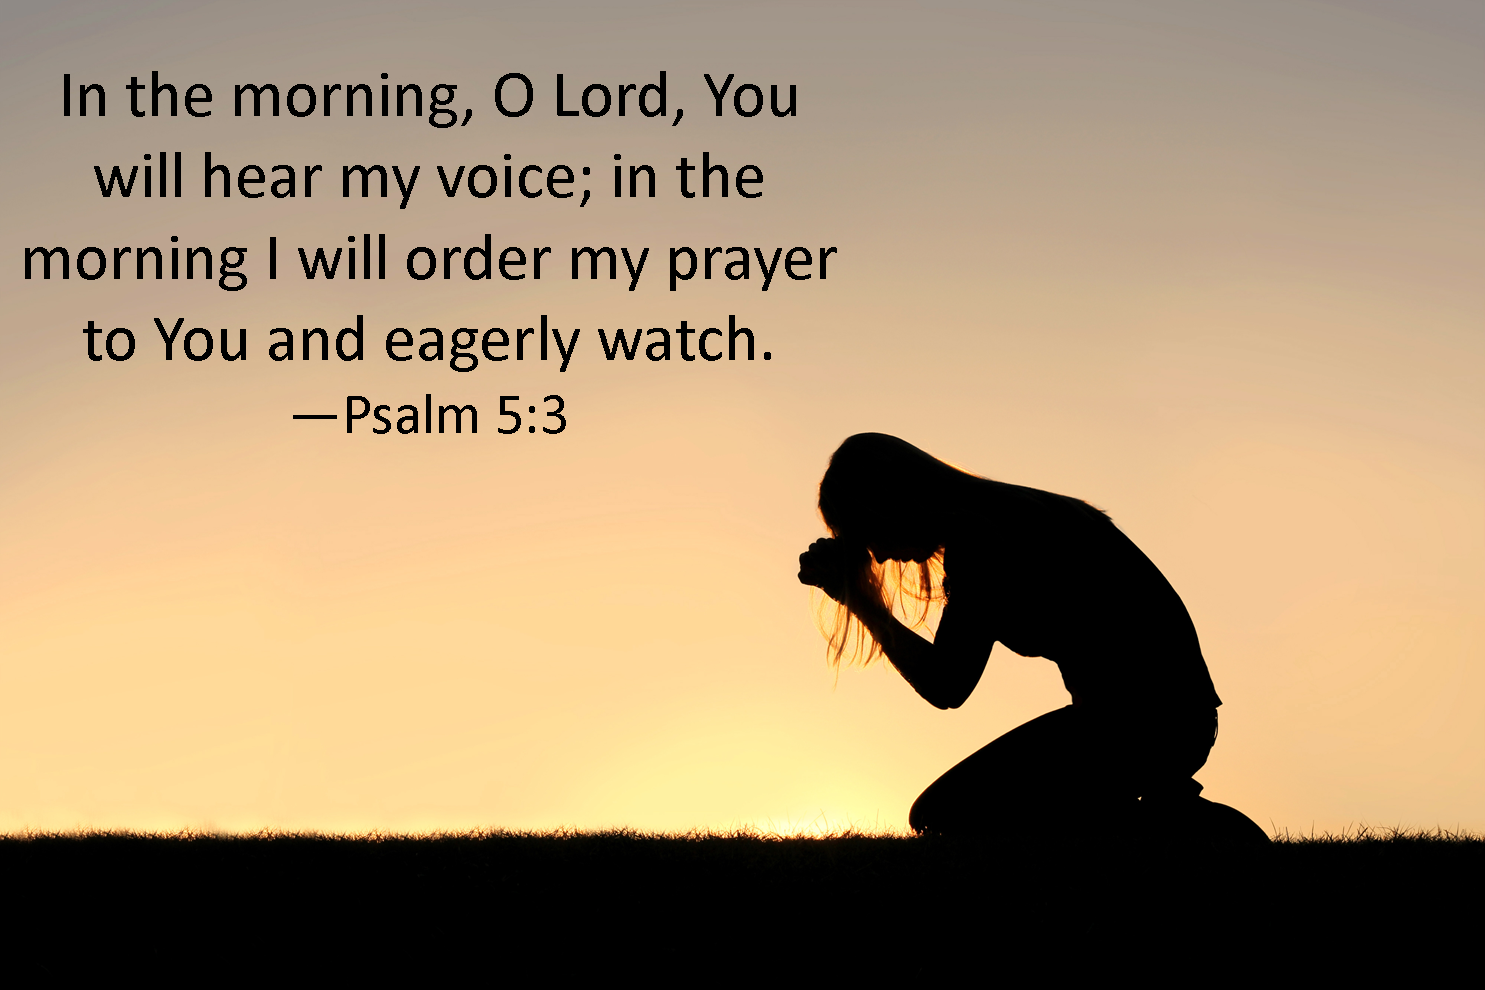 In the morning, O Lord, You
will hear my voice; in the
morning I will order my prayer
to You and eagerly watch.
—Psalm 5:3